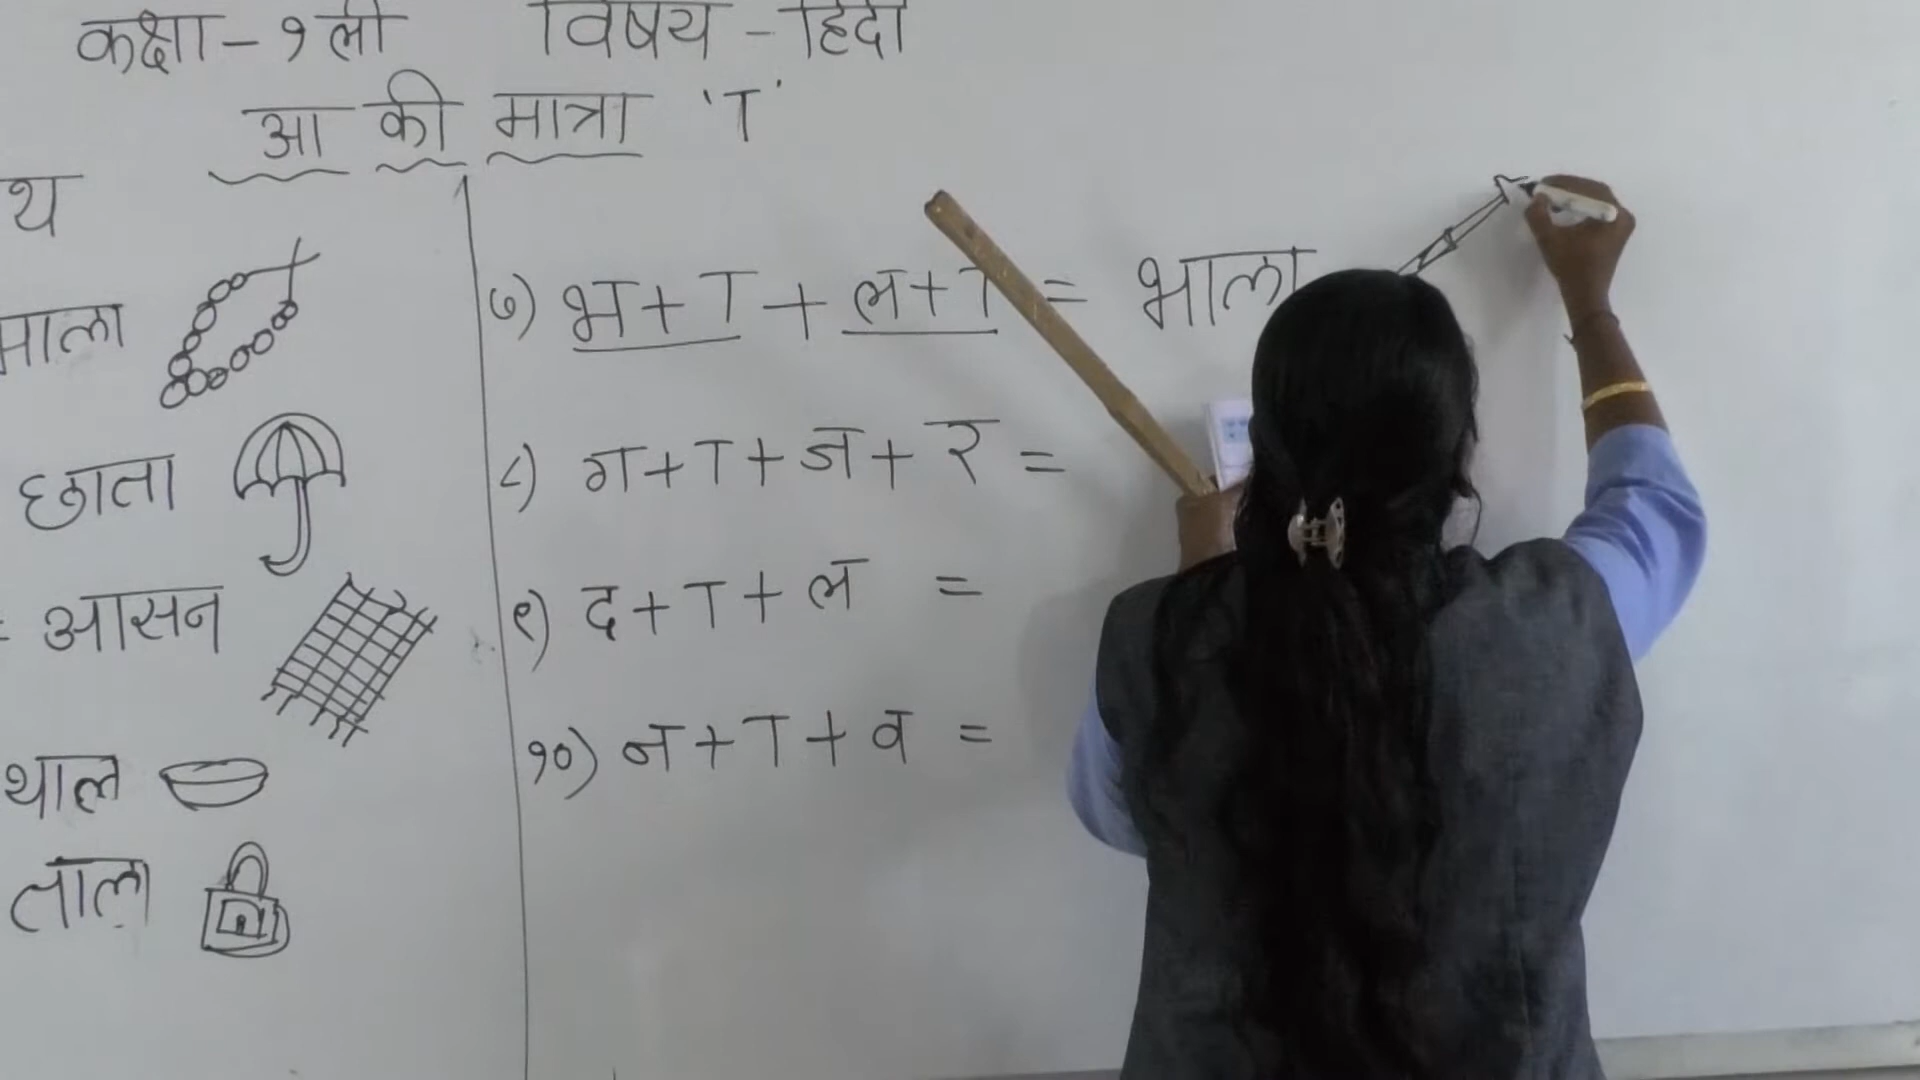 कक्षा - १ ली विषय - हिंदी
आ की मात्रा 'ा'
थ
माला
छाता
= आसन
थाल
ताला
७) भ + ा + ल + ा = भाला
८) ग + ा + ज + र =
९) द + ा + ल =
१०) न + ा + व =